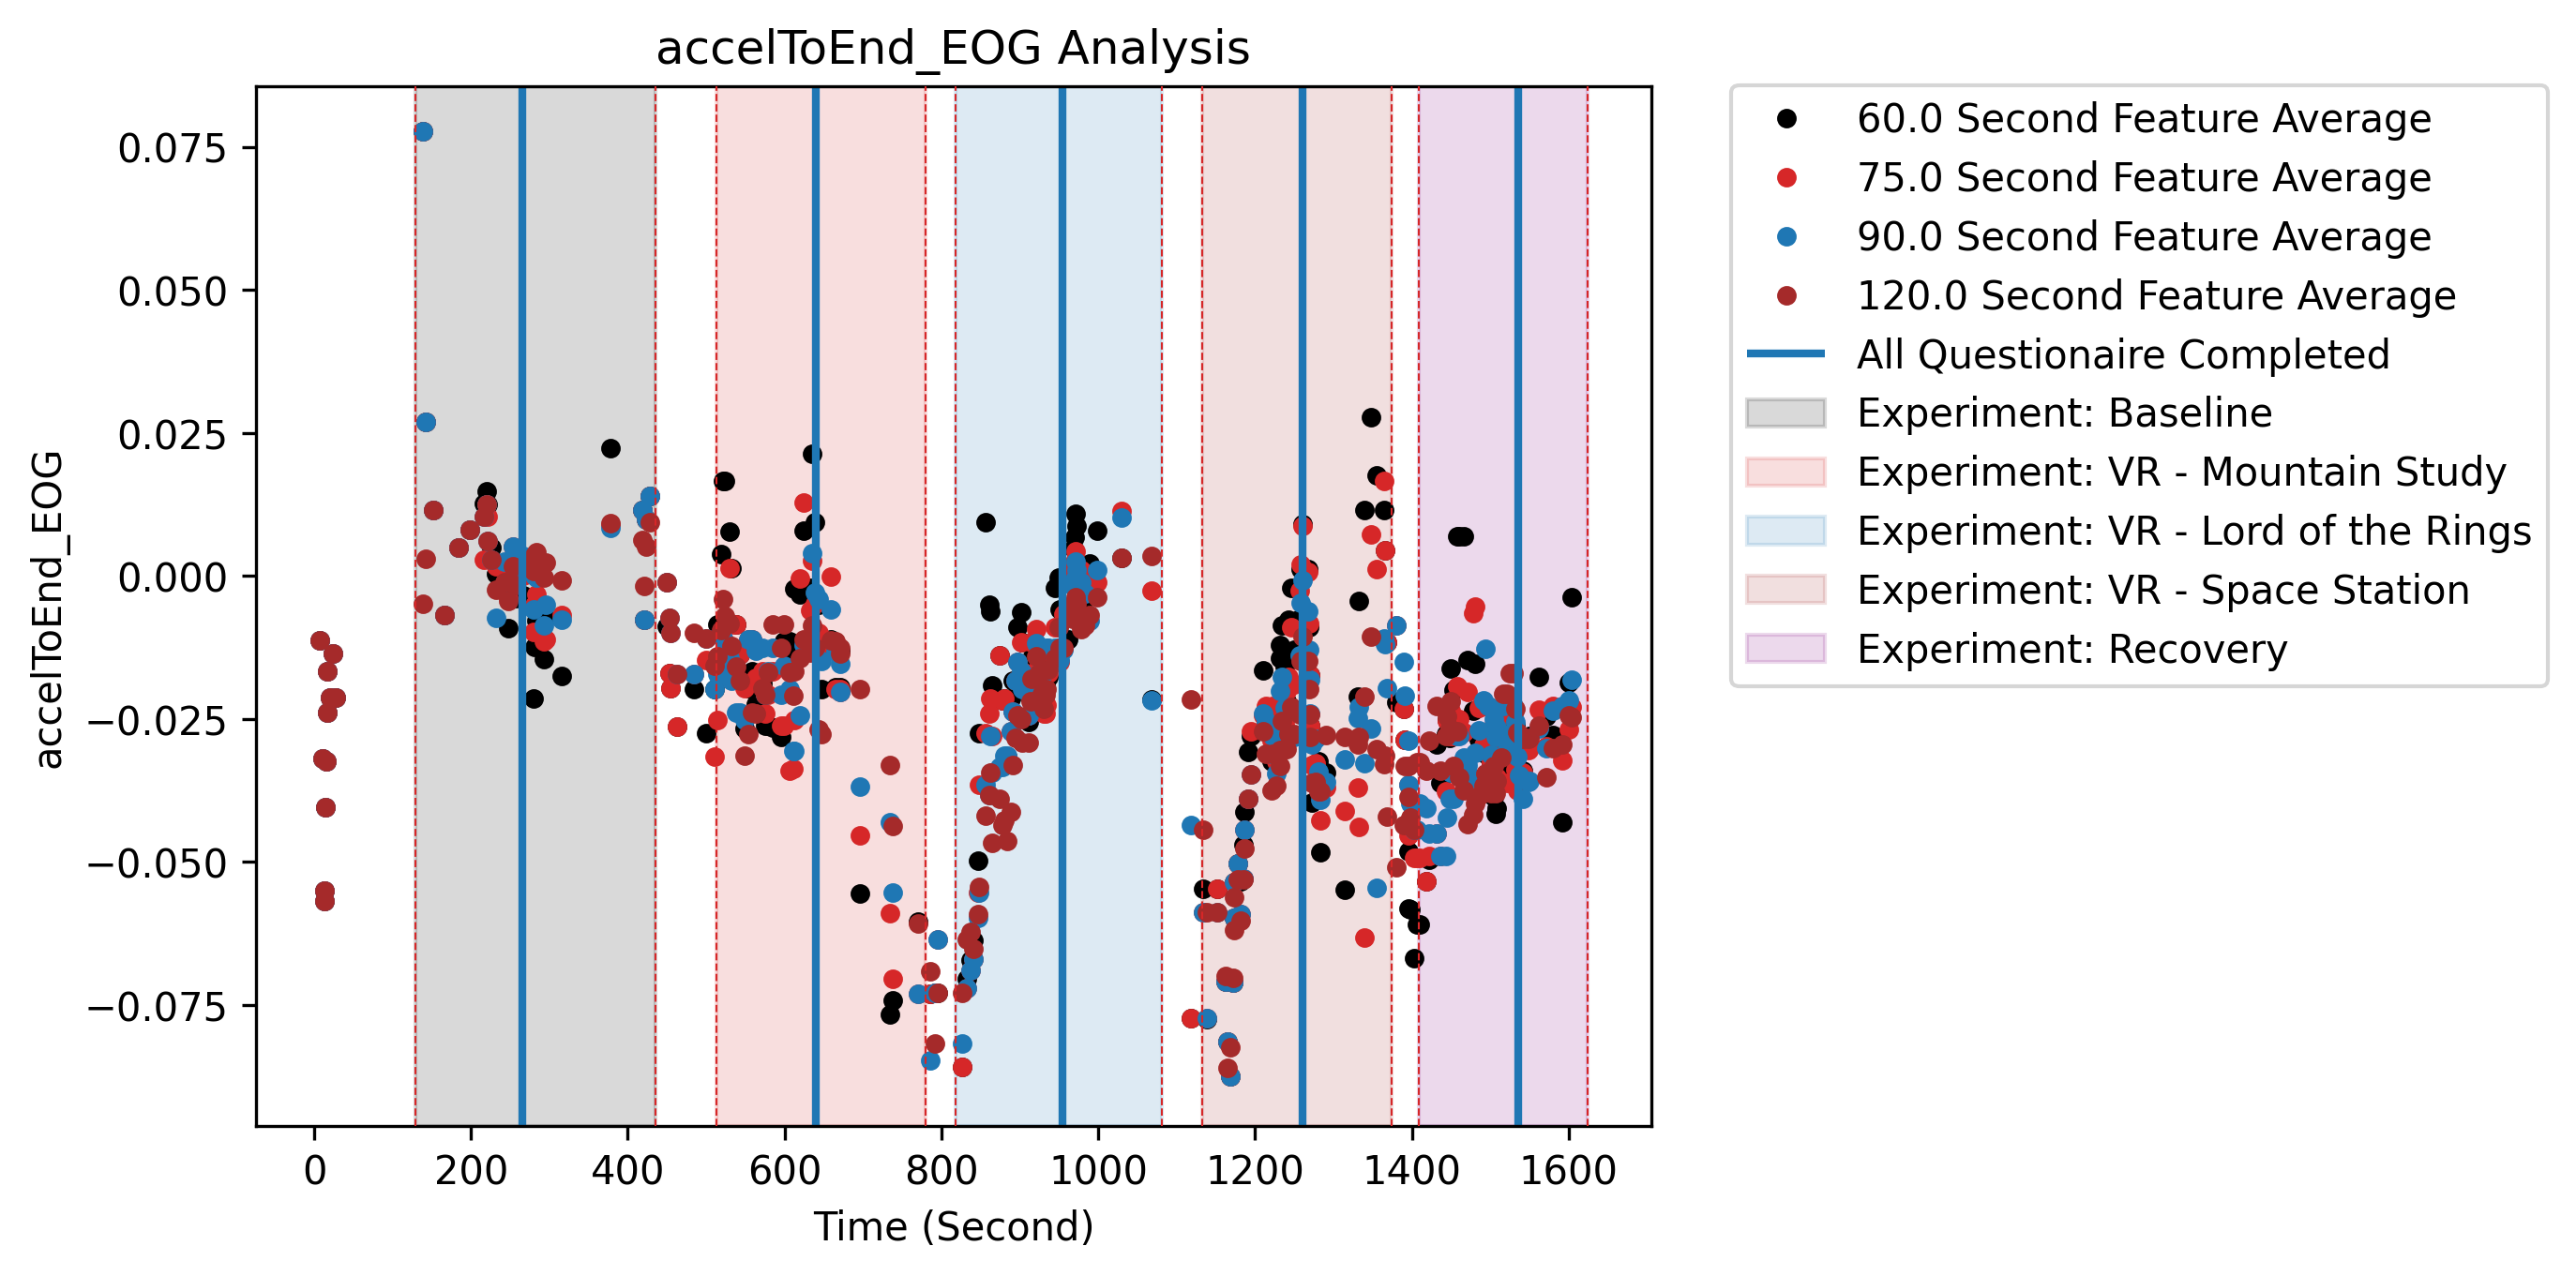 accelToEnd_EOG Analysis
accelToEnd_EOG
0.075
0.050
0.025
0.000
−0.025
−0.050
−0.075
0 200 400 600 800 1000 1200 1400 1600
Time (Second)
60.0 Second Feature Average
75.0 Second Feature Average
90.0 Second Feature Average
120.0 Second Feature Average
All Questionaire Completed
Experiment: Baseline
Experiment: VR - Mountain Study
Experiment: VR - Lord of the Rings
Experiment: VR - Space Station
Experiment: Recovery